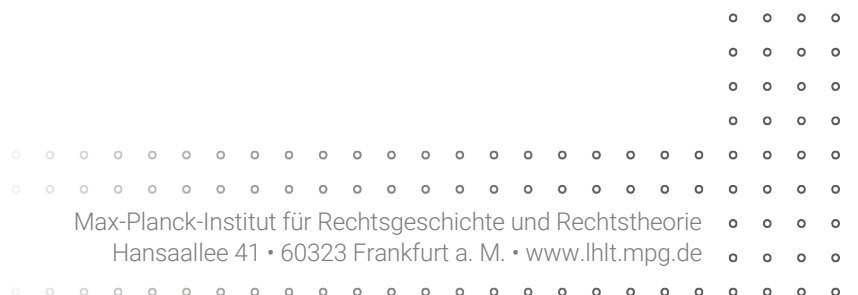 Max-Planck-Institut für Rechtsgeschichte und Rechtstheorie
Hansaallee 41 • 60323 Frankfurt a. M. • www.lhlt.mpg.de